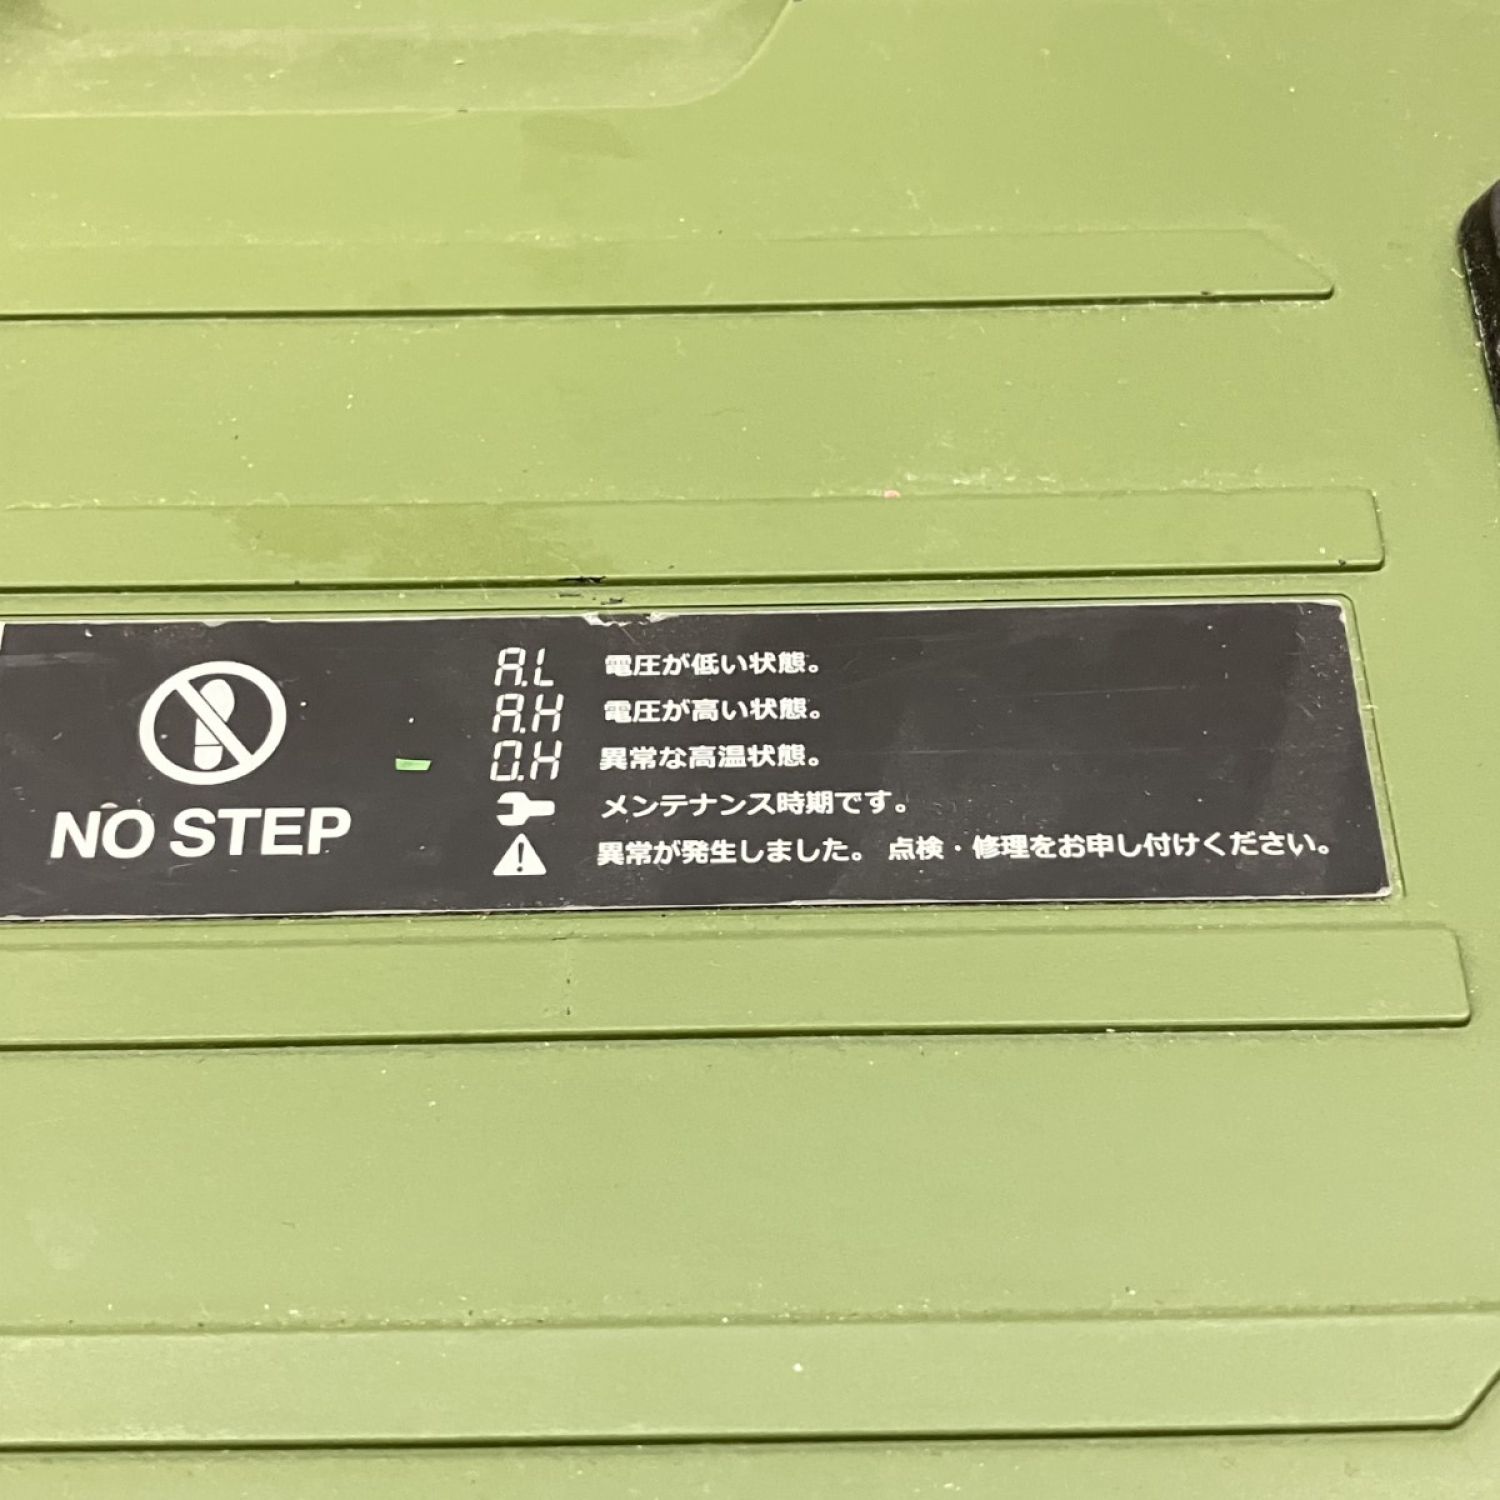 NO STEP
A.L 電圧が低い状態。
A.H 電圧が高い状態。
O.H 異常な高温状態。
メンテナンス時期です。
異常が発生しました。 点検・修理をお申し付けください。